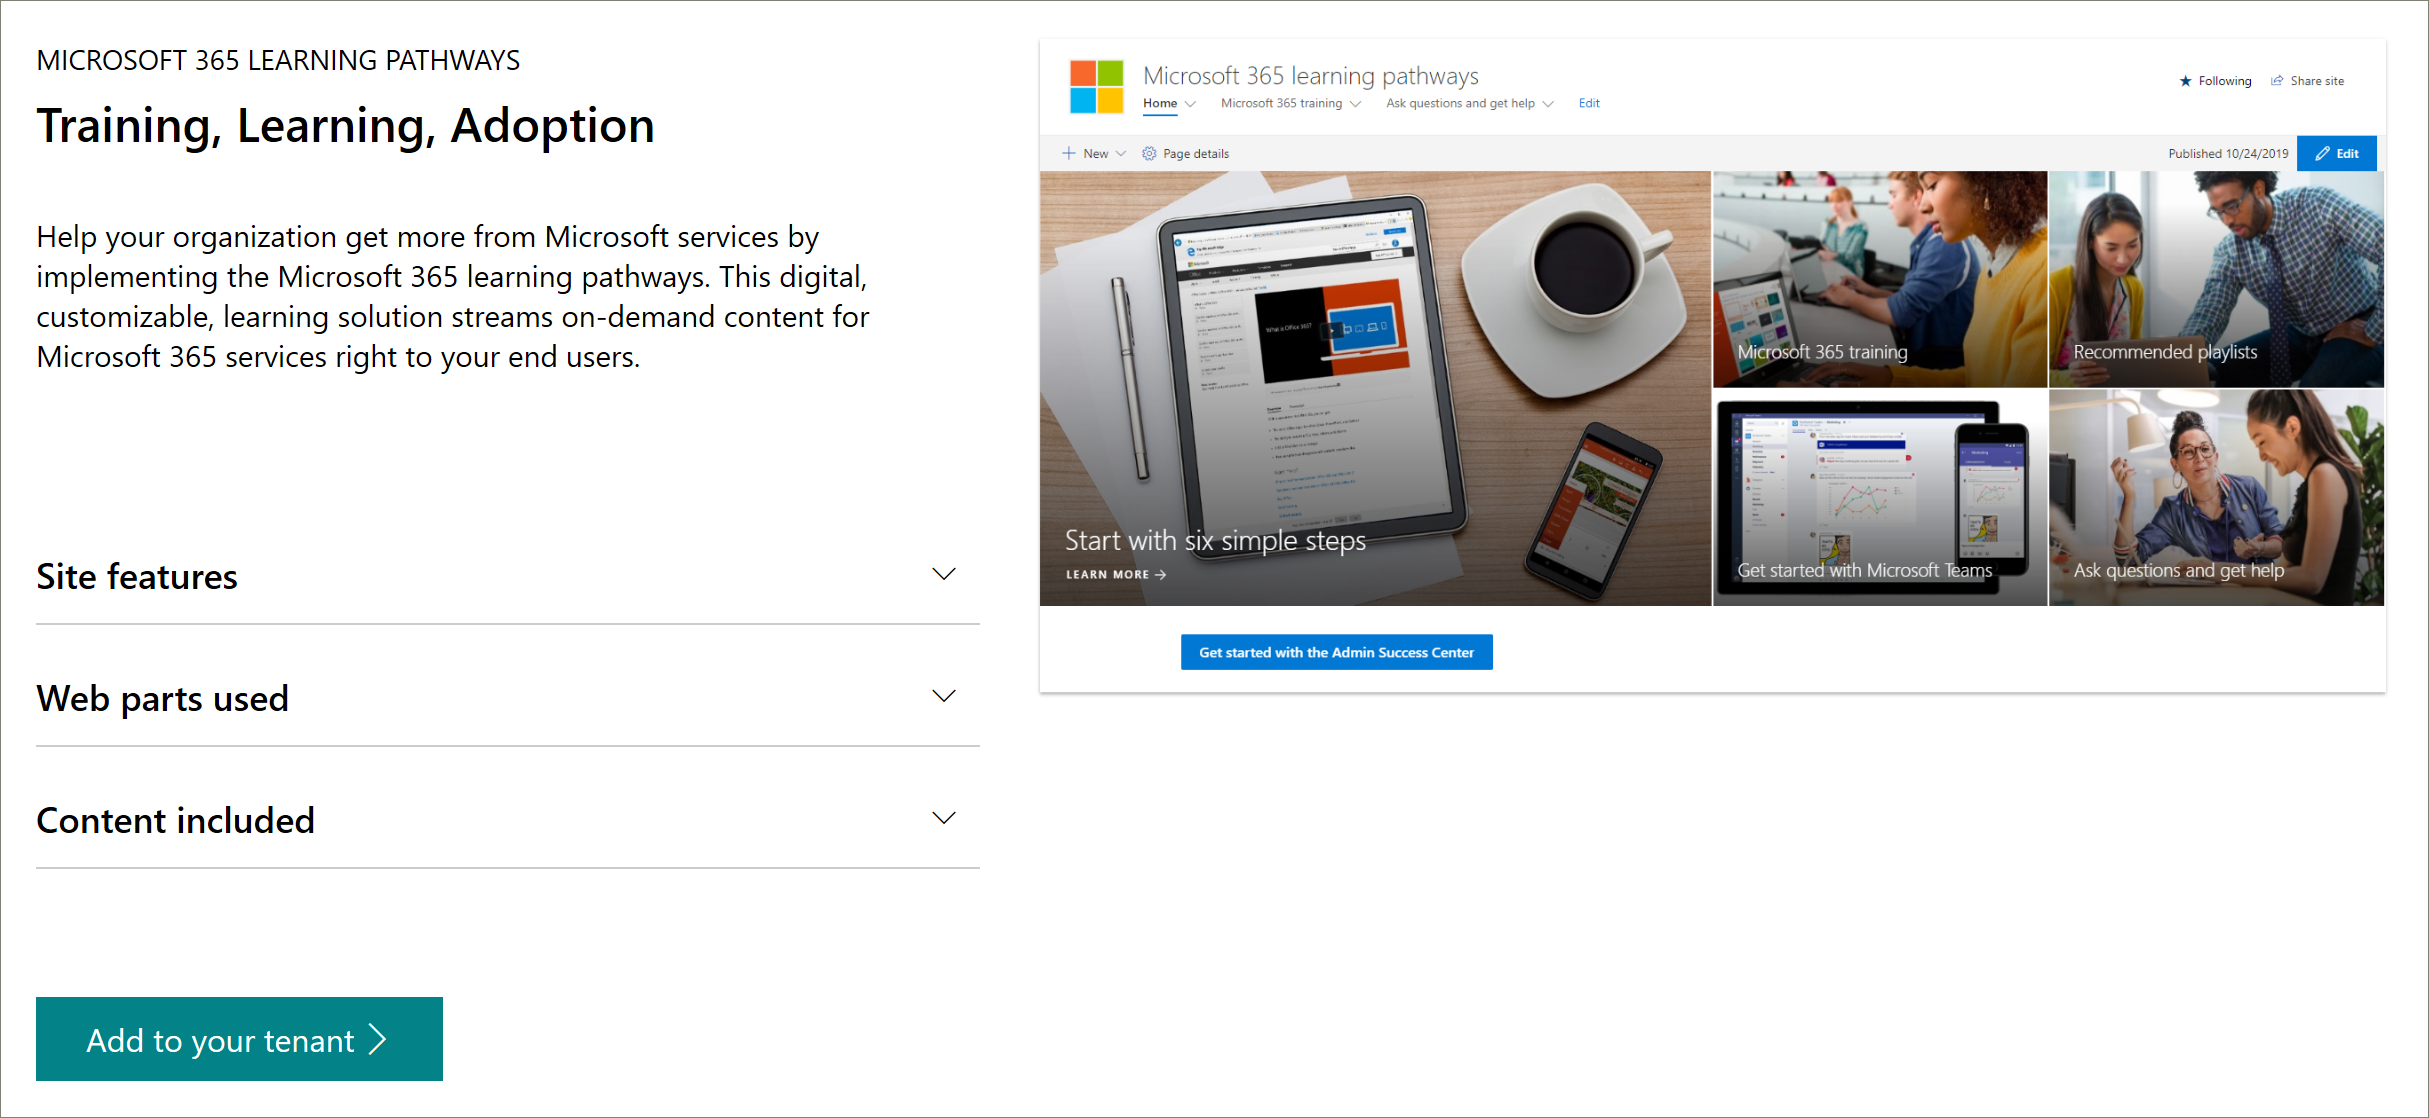 MICROSOFT 365 LEARNING PATHWAYS
Training, Learning, Adoption
Help your organization get more from Microsoft services by
implementing the Microsoft 365 learning pathways. This digital,
customizable, learning solution streams on-demand content for
Microsoft 365 services right to your end users.
Site features
Web parts used
Content included
Add to your tenant
Microsoft 365 learning pathways
Home Microsoft 365 training Ask questions and get help Edit
Following Share site
New Page details
Published 10/24/2019 Edit
What is Office 365?
Start with six simple steps
LEARN MORE
Microsoft 365 training
Recommended playlists
Get started with Microsoft Teams
Ask questions and get help
Get started with the Admin Success Center